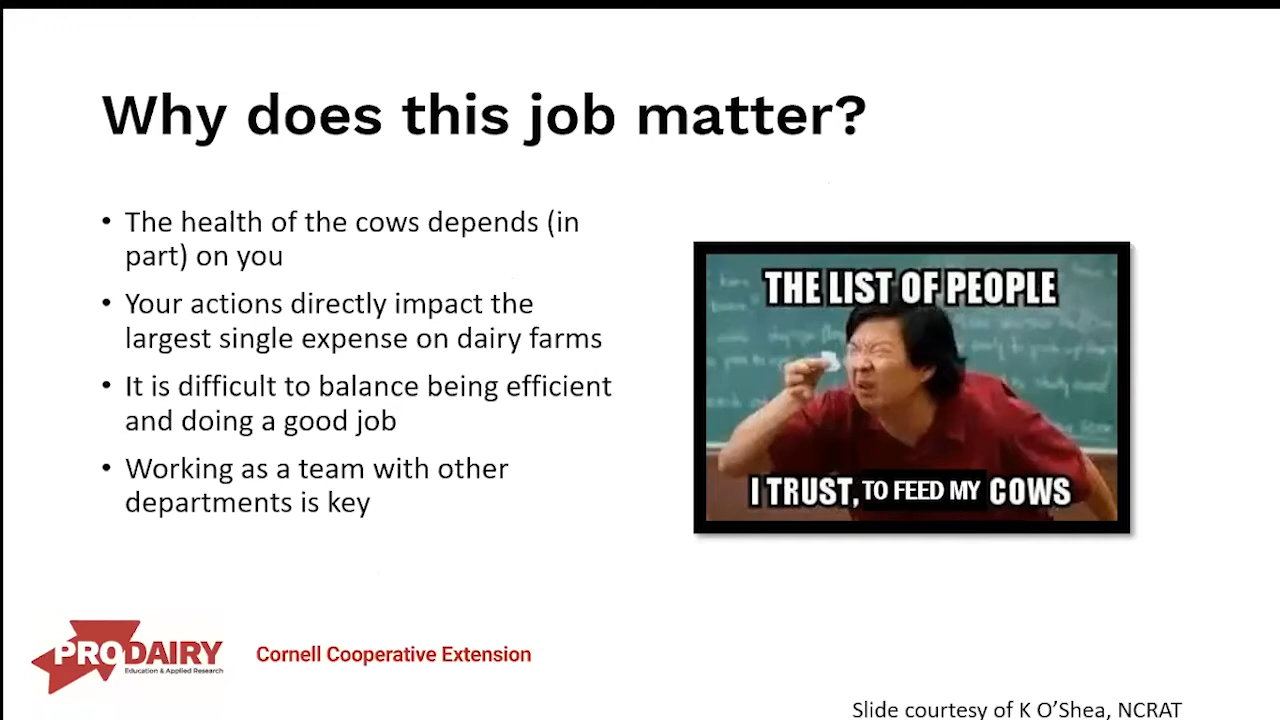 Why does this job matter?
• The health of the cows depends (in
part) on you
• Your actions directly impact the
largest single expense on dairy farms
• It is difficult to balance being efficient
and doing a good job
• Working as a team with other
departments is key
THE LIST OF PEOPLE
I TRUST, TO FEED MY COWS
PRODAIRY
Education & Applied Research
Cornell Cooperative Extension
Slide courtesy of K O'Shea, NCRAT